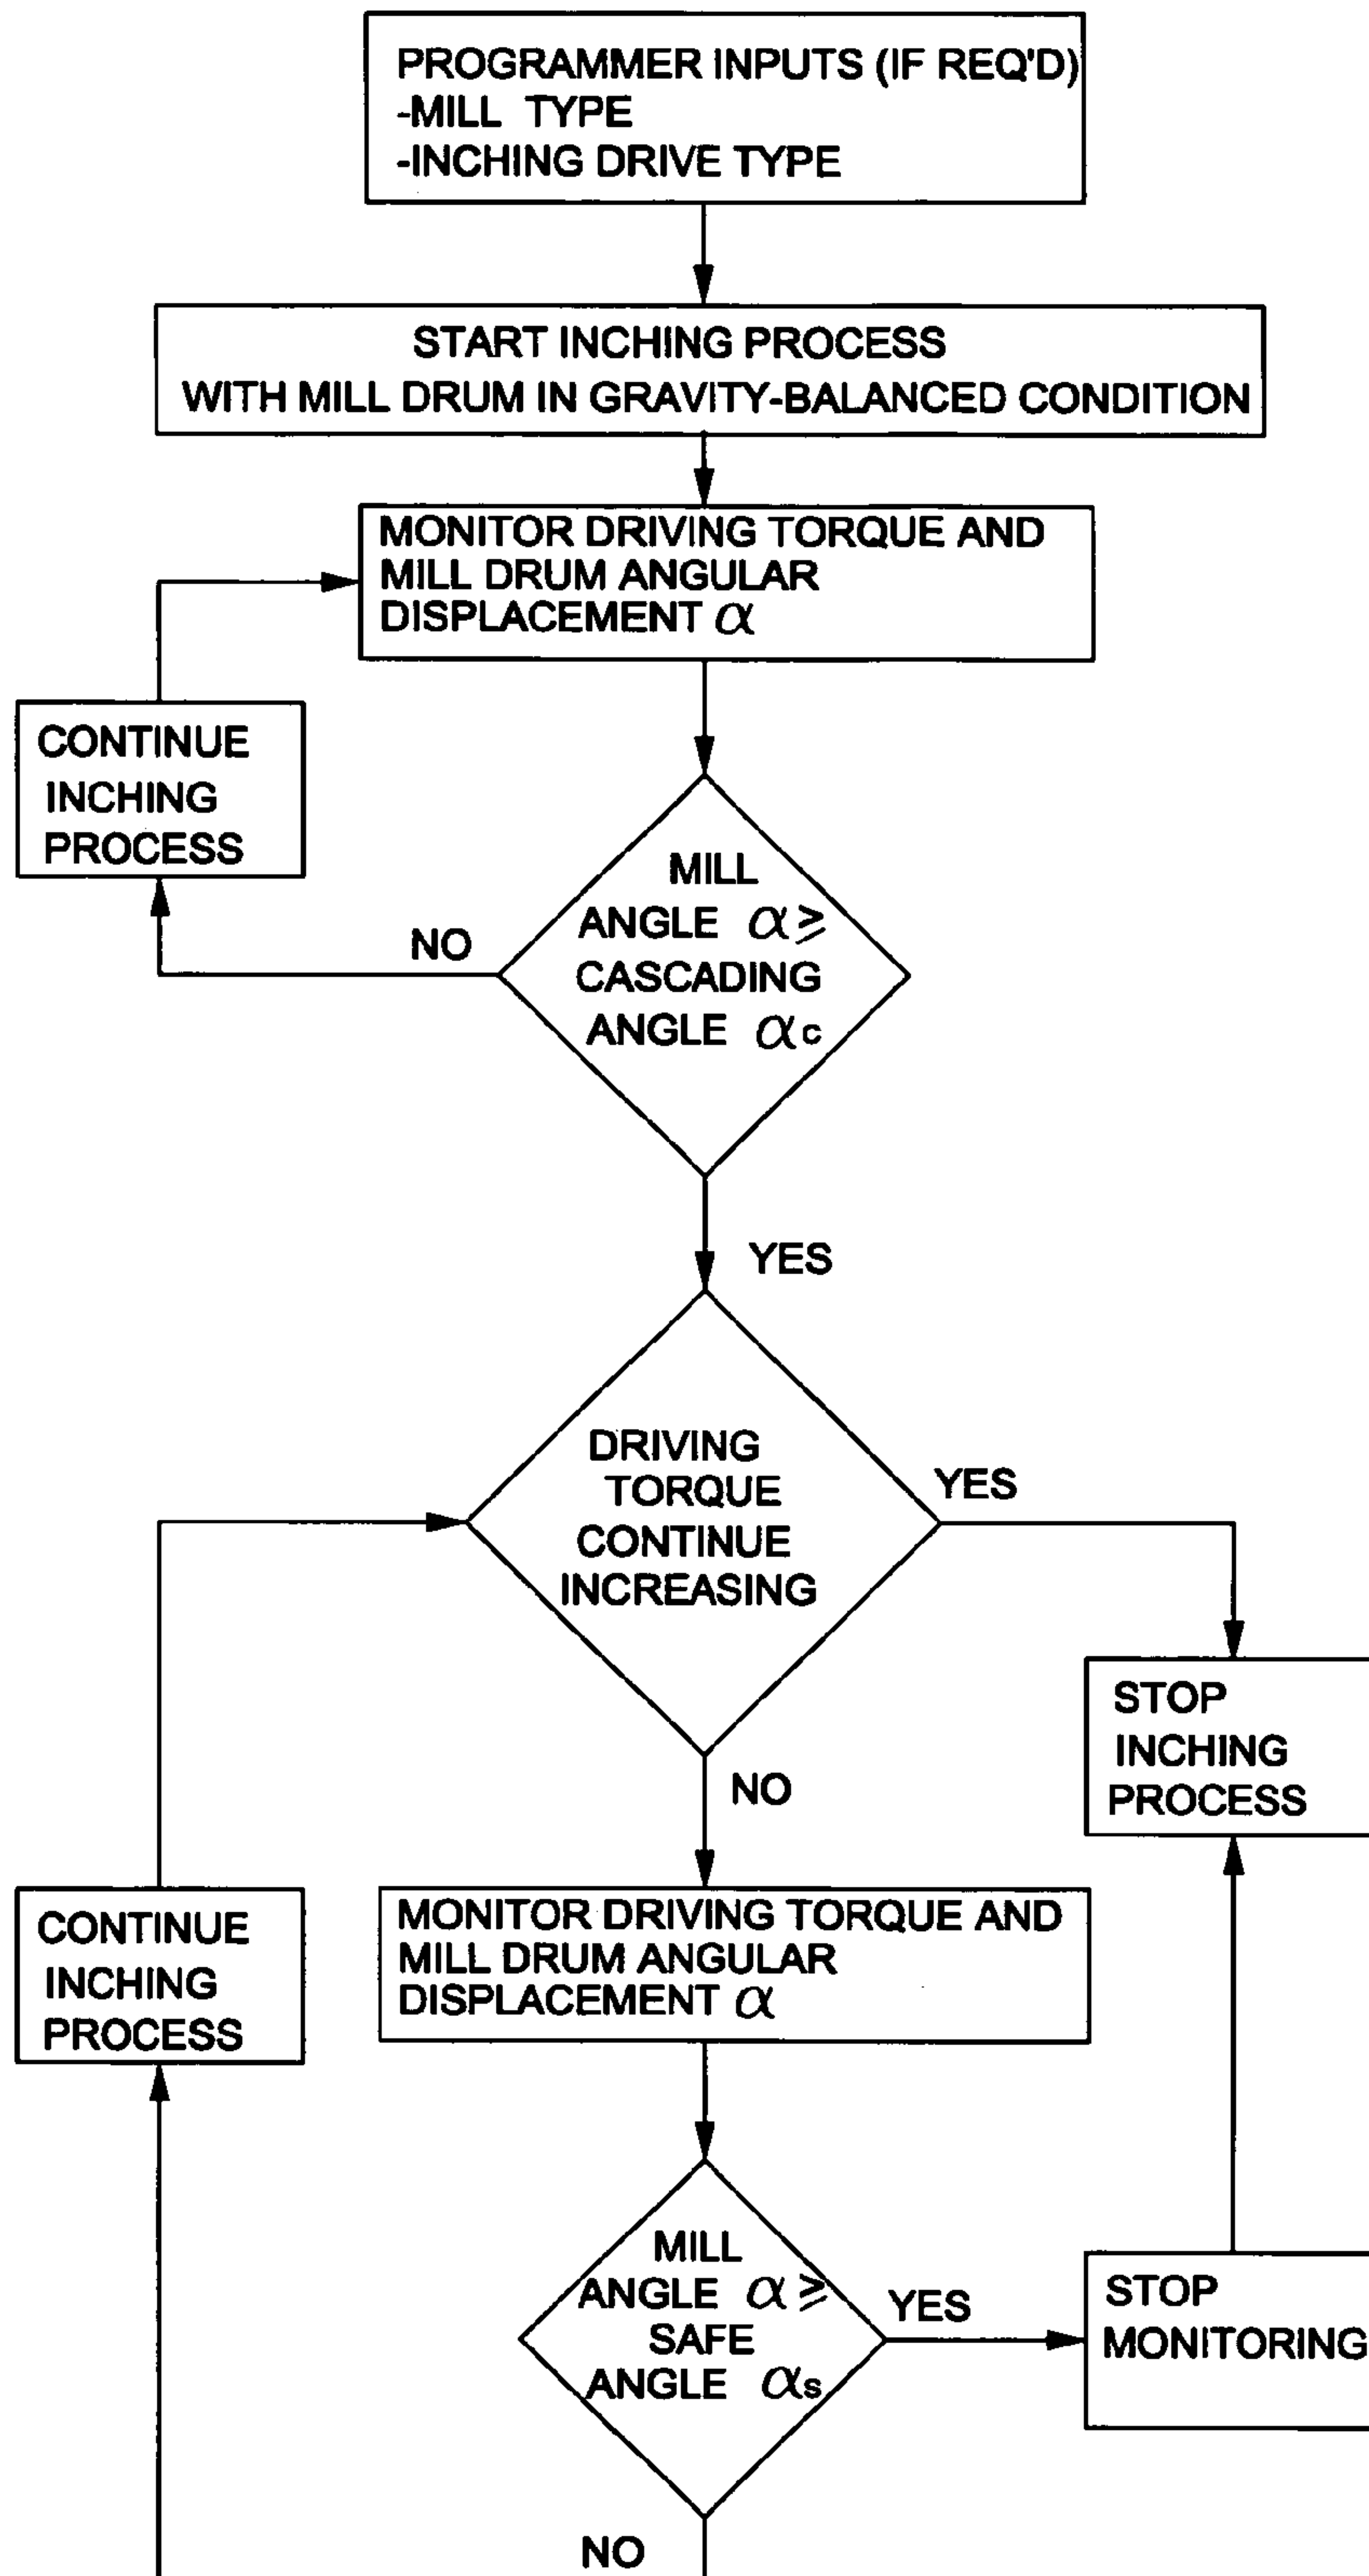 PROGRAMMER INPUTS (IF REQ'D)
-MILL TYPE
-INCHING DRIVE TYPE
START INCHING PROCESS
WITH MILL DRUM IN GRAVITY-BALANCED CONDITION
MONITOR DRIVING TORQUE AND
MILL DRUM ANGULAR
DISPLACEMENT α
CONTINUE
INCHING
PROCESS
MILL
ANGLE α ≥
CASCADING
ANGLE αc
NO
YES
DRIVING
TORQUE
CONTINUE
INCREASING
YES
STOP
INCHING
PROCESS
NO
CONTINUE
INCHING
PROCESS
MONITOR DRIVING TORQUE AND
MILL DRUM ANGULAR
DISPLACEMENT α
MILL
ANGLE α ≥
SAFE
ANGLE αs
YES
STOP
MONITORING
NO